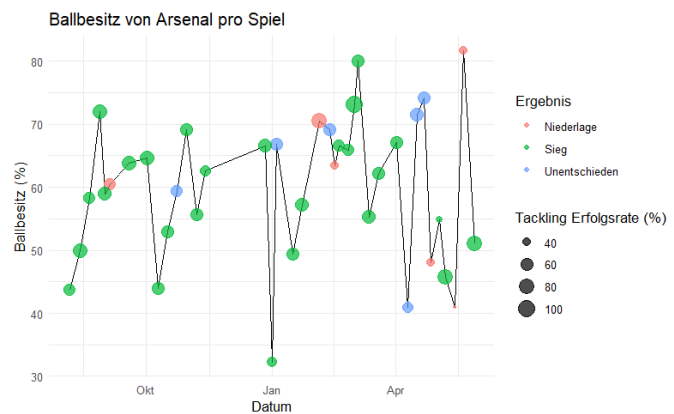 Ballbesitz von Arsenal pro Spiel
Ballbesitz (%)
80
70
60
50
40
30
Okt
Jan
Apr
Datum
Ergebnis
Niederlage
Sieg
Unentschieden
Tackling Erfolgsrate (%)
40
60
80
100